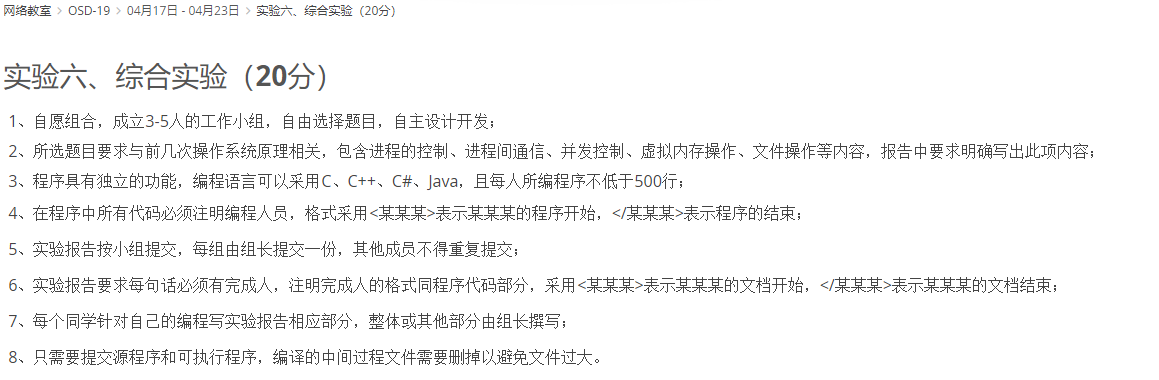 网络教室 > OSD-19 > 04月17日 - 04月23日 > 实验六、综合实验（20分）
实验六、综合实验（20分）
1、自愿组合，成立3-5人的工作小组，自由选择题目，自主设计开发；
2、所选题目要求与前几次操作系统原理相关，包含进程的控制、进程间通信、并发控制、虚拟内存操作、文件操作等内容，报告中要求明确写出此项内容；
3、程序具有独立的功能，编程语言可以采用C、C++、C#、Java，且每人所编程序不低于500行；
4、在程序中所有代码必须注明编程人员，格式采用<某某某>表示某某某的程序开始，</某某某>表示程序的结束；
5、实验报告按小组提交，每组由组长提交一份，其他成员不得重复提交；
6、实验报告要求每句话必须有完成人，注明完成人的格式同程序代码部分，采用<某某某>表示某某某的文档开始，</某某某>表示某某某的文档结束；
7、每个同学针对自己的编程写实验报告相应部分，整体或其他部分由组长撰写；
8、只需要提交源程序和可执行程序，编译的中间过程文件需要删掉以避免文件过大。